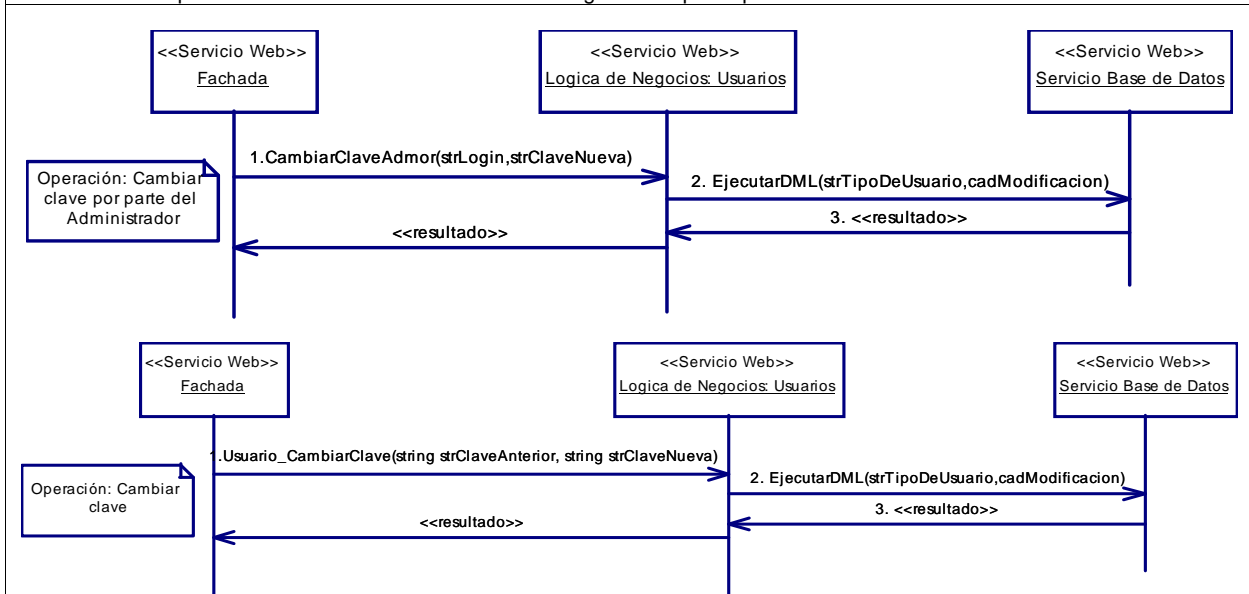 <<Servicio Web>>
Fachada
<<Servicio Web>>
Logica de Negocios: Usuarios
<<Servicio Web>>
Servicio Base de Datos
Operación: Cambiar
clave por parte del
Administrador
1.CambiarClaveAdmor(strLogin,strClaveNueva)
2. EjecutarDML(strTipoDeUsuario,cadModificacion)
3. <<resultado>>
<<resultado>>
<<Servicio Web>>
Fachada
<<Servicio Web>>
Logica de Negocios: Usuarios
<<Servicio Web>>
Servicio Base de Datos
Operación: Cambiar
clave
1.Usuario_CambiarClave(string strClaveAnterior, string strClaveNueva)
2. EjecutarDML(strTipoDeUsuario,cadModificacion)
3. <<resultado>>
<<resultado>>